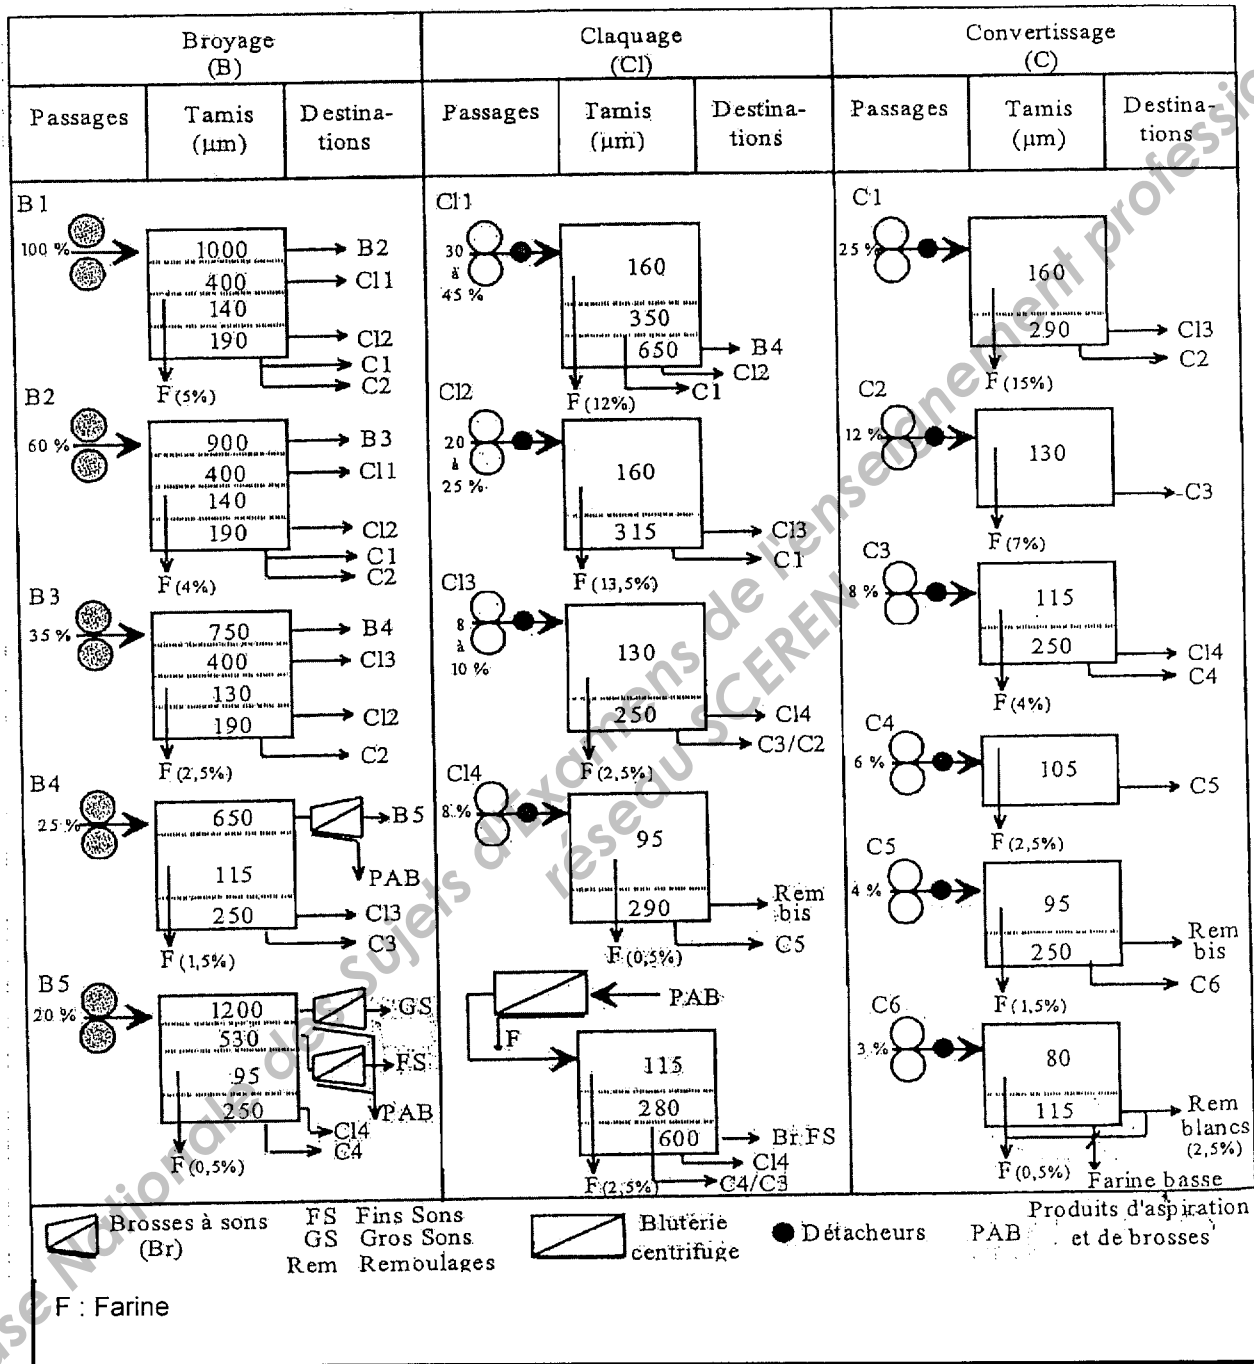 Broyage
(B)
Claquage
(Cl)
Convertissage
(C)
Passages
Tamis
(μm)
Destina-
tions
Passages
Tamis
(μm)
Destina-
tions
Passages
Tamis
(μm)
Destina-
tions
B1
100 %
1000
400
140
190
B2
Cl1
Cl2
C1
C2
F (5%)
B2
60 %
900
400
140
190
B3
Cl1
Cl2
C1
C2
F (4%)
B3
35 %
750
400
130
190
B4
Cl3
Cl2
C2
F (2,5%)
B4
25 %
650
115
250
B5
PAB
Cl3
C3
F (1,5%)
B5
20 %
1200
530
95
250
GS
FS
PAB
Cl4
C4
F (0,5%)
Cl1
30
à
45 %
160
350
650
B4
Cl2
C1
F (12%)
Cl2
20
à
25 %
160
315
Cl3
C1
F (13,5%)
Cl3
8
à
10 %
130
250
Cl4
C3/C2
F (2,5%)
Cl4
8 %
95
290
Rem
bis
C5
F (0,5%)
PAB
F
115
280
600
Br FS
Cl4
C4/C3
F (2,5%)
C1
25 %
160
290
Cl3
C2
F (15%)
C2
12 %
130
C3
F (7%)
C3
8 %
115
250
Cl4
C4
F (4%)
C4
6 %
105
C5
F (2,5%)
C5
4 %
95
250
Rem
bis
C6
F (1,5%)
C6
3 %
80
115
Rem
blancs
(2,5%)
F (0,5%)
Farine basse
Brosses à sons
(Br)
FS Fins Sons
GS Gros Sons
Rem Remoulages
Bluterie
centrifuge
Détacheurs
PAB
Produits d'aspiration
et de brosses
F : Farine
Base Nationale des Sujets d'Examens de l'enseignement professionnel
réseau SCEREN